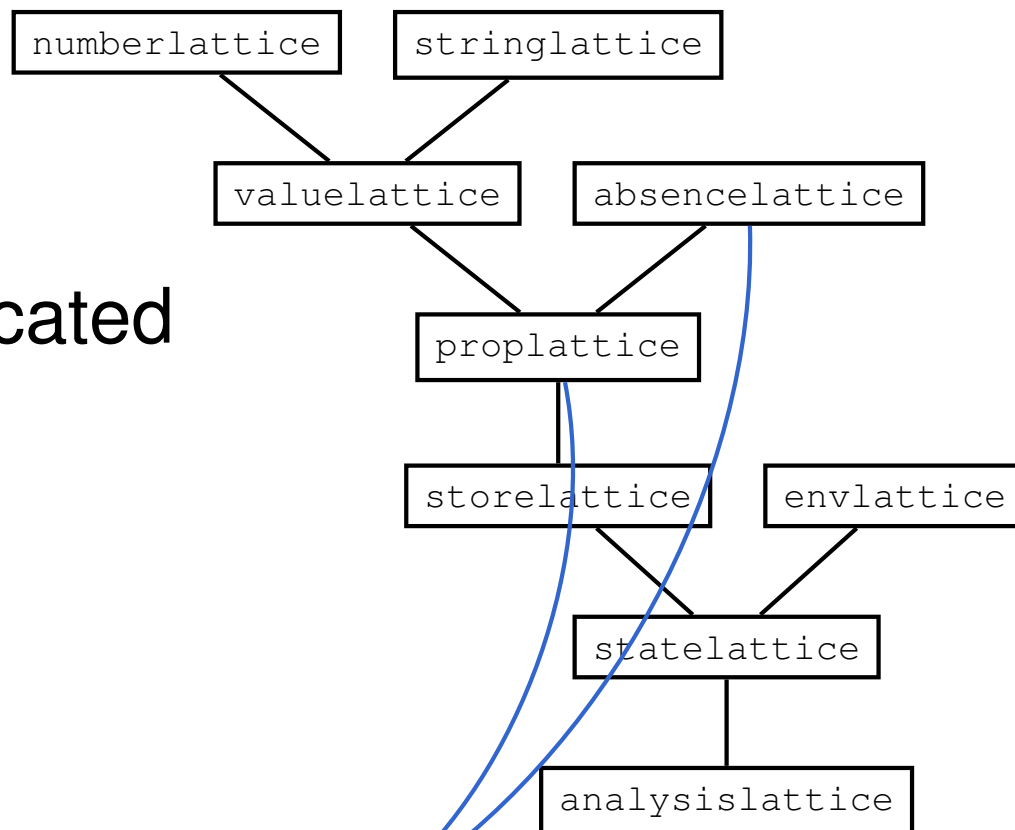 numberlattice stringlattice
valuelattice absencelattice
cated
proplattice
storelattice envlattice
statelattice
analysislattice